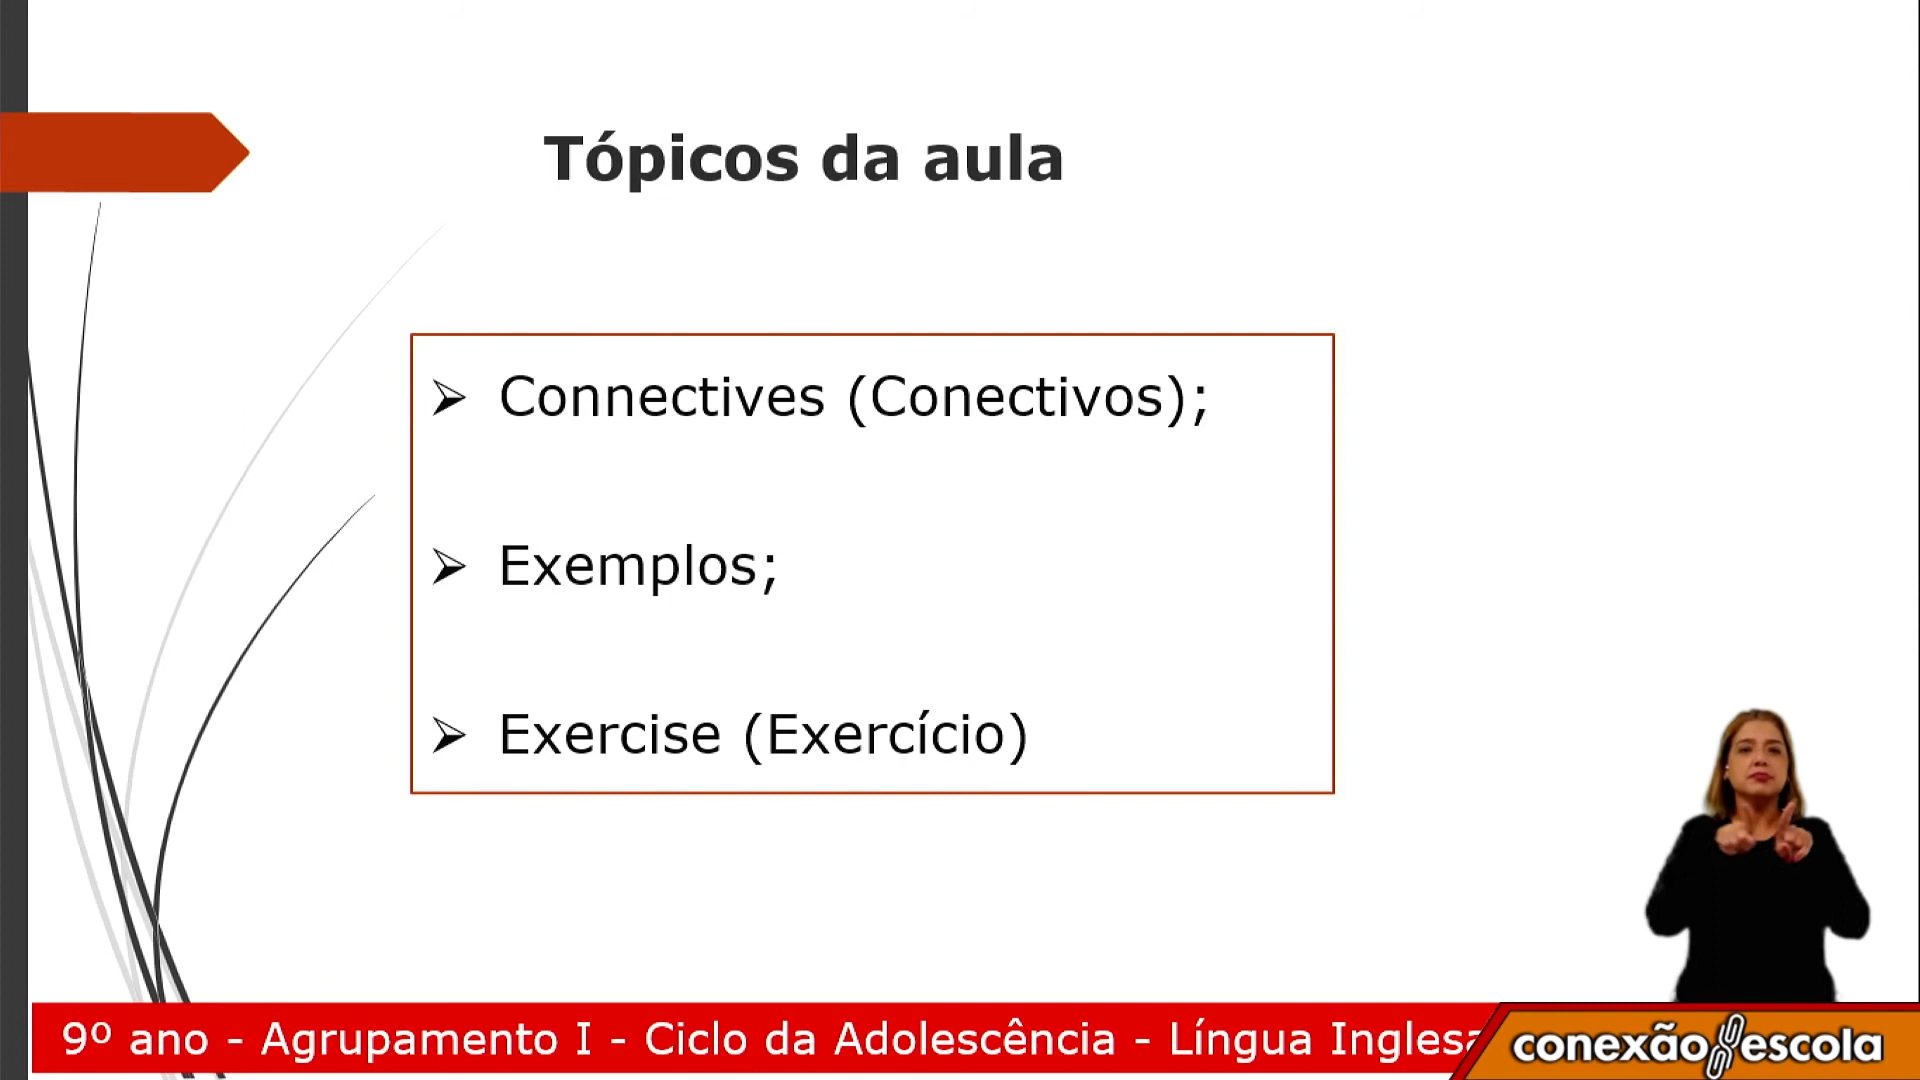 Tópicos da aula
Connectives (Conectivos);
Exemplos;
Exercise (Exercício)
9º ano - Agrupamento I - Ciclo da Adolescência - Língua Inglesa
conexão escola